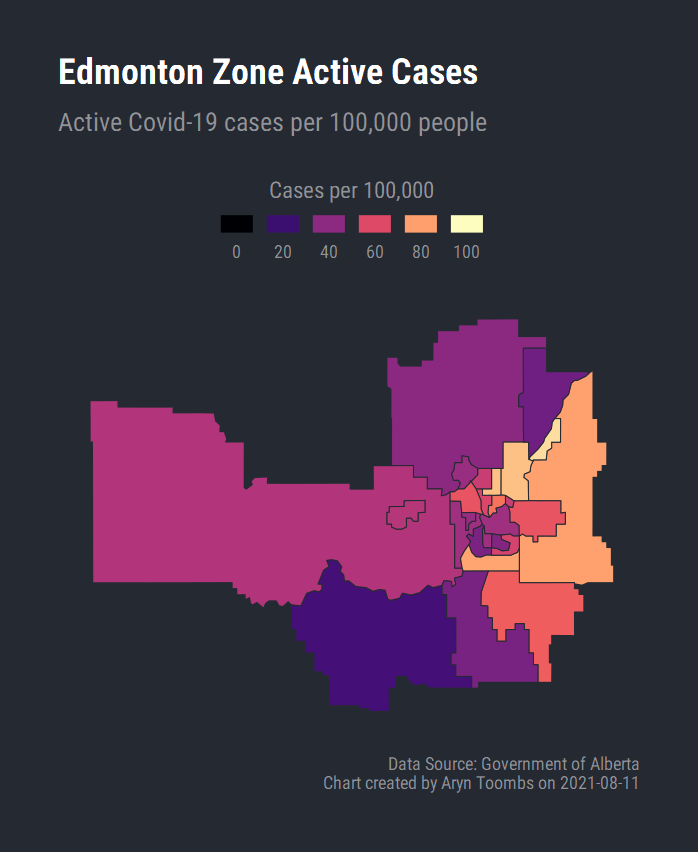 Edmonton Zone Active Cases
Active Covid-19 cases per 100,000 people
Cases per 100,000
0 20 40 60 80 100
Data Source: Government of Alberta
Chart created by Aryn Toombs on 2021-08-11